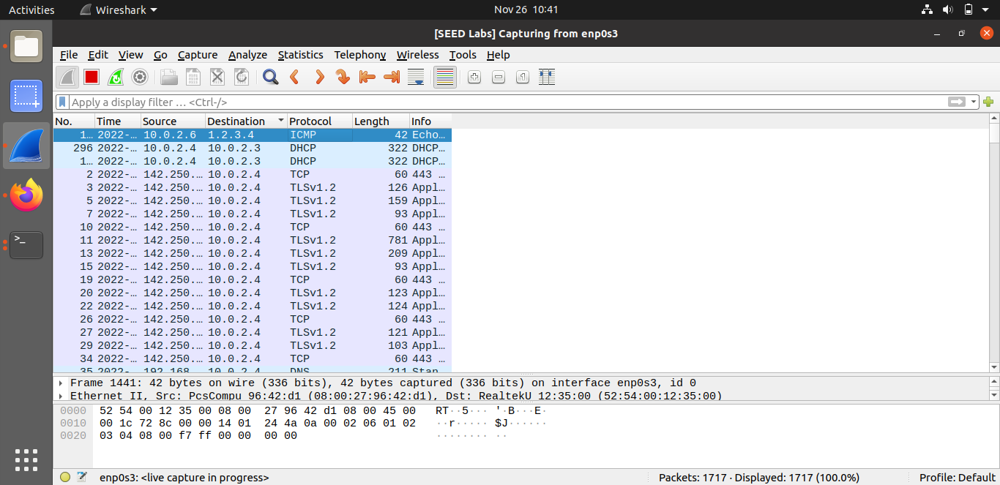 Activities Wireshark Nov 26 10:41
[SEED Labs] Capturing from enp0s3
File Edit View Go Capture Analyze Statistics Telephony Wireless Tools Help
Apply a display filter … <Ctrl-/>
No. Time Source Destination Protocol Length Info
1… 2022-… 10.0.2.6 1.2.3.4 ICMP 42 Echo…
296 2022-… 10.0.2.4 10.0.2.3 DHCP 322 DHCP…
1… 2022-… 10.0.2.4 10.0.2.3 DHCP 322 DHCP…
2 2022-… 142.250.… 10.0.2.4 TCP 60 443 …
3 2022-… 142.250.… 10.0.2.4 TLSv1.2 126 Appl…
5 2022-… 142.250.… 10.0.2.4 TLSv1.2 159 Appl…
7 2022-… 142.250.… 10.0.2.4 TLSv1.2 93 Appl…
10 2022-… 142.250.… 10.0.2.4 TCP 60 443 …
11 2022-… 142.250.… 10.0.2.4 TLSv1.2 781 Appl…
13 2022-… 142.250.… 10.0.2.4 TLSv1.2 209 Appl…
15 2022-… 142.250.… 10.0.2.4 TLSv1.2 93 Appl…
19 2022-… 142.250.… 10.0.2.4 TCP 60 443 …
20 2022-… 142.250.… 10.0.2.4 TLSv1.2 123 Appl…
22 2022-… 142.250.… 10.0.2.4 TLSv1.2 124 Appl…
26 2022-… 142.250.… 10.0.2.4 TCP 60 443 …
27 2022-… 142.250.… 10.0.2.4 TLSv1.2 121 Appl…
29 2022-… 142.250.… 10.0.2.4 TLSv1.2 103 Appl…
34 2022-… 142.250.… 10.0.2.4 TCP 60 443 …
35 2022-… 192.168.… 10.0.2.4 DNS 211 Stan…
Frame 1441: 42 bytes on wire (336 bits), 42 bytes captured (336 bits) on interface enp0s3, id 0
Ethernet II, Src: PcsCompu_96:42:d1 (08:00:27:96:42:d1), Dst: RealtekU_12:35:00 (52:54:00:12:35:00)
0000 52 54 00 12 35 00 08 00 27 96 42 d1 08 00 45 00 RT··5··· '·B···E·
0010 00 1c 72 8c 00 00 14 01 24 4a 0a 00 02 06 01 02 ··r····· $J······
0020 03 04 08 00 f7 ff 00 00 00 00 ········ ··
enp0s3: <live capture in progress> Packets: 1717 · Displayed: 1717 (100.0%) Profile: Default